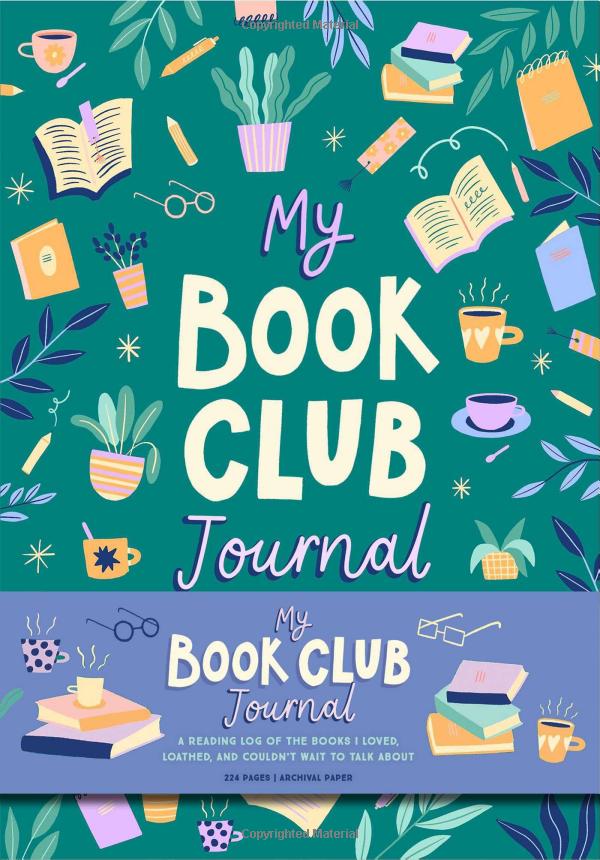 Copyrighted Material
My
BOOK
CLUB
Journal
My
BOOK CLUB
Journal
A READING LOG OF THE BOOKS I LOVED,
LOATHED, AND COULDN'T WAIT TO TALK ABOUT
224 PAGES | ARCHIVAL PAPER
Copyrighted Material